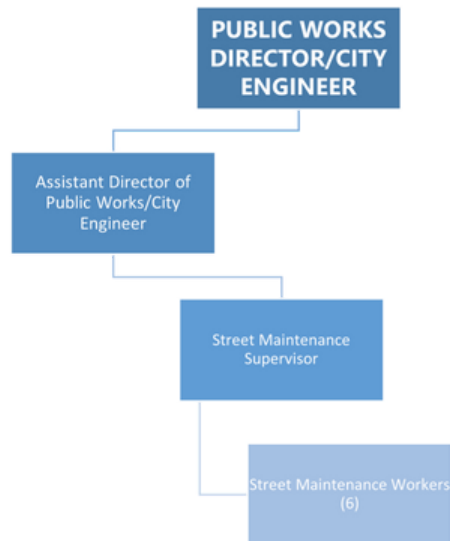 PUBLIC WORKS
DIRECTOR/CITY
ENGINEER
Assistant Director of
Public Works/City
Engineer
Street Maintenance
Supervisor
Street Maintenance Workers
(6)